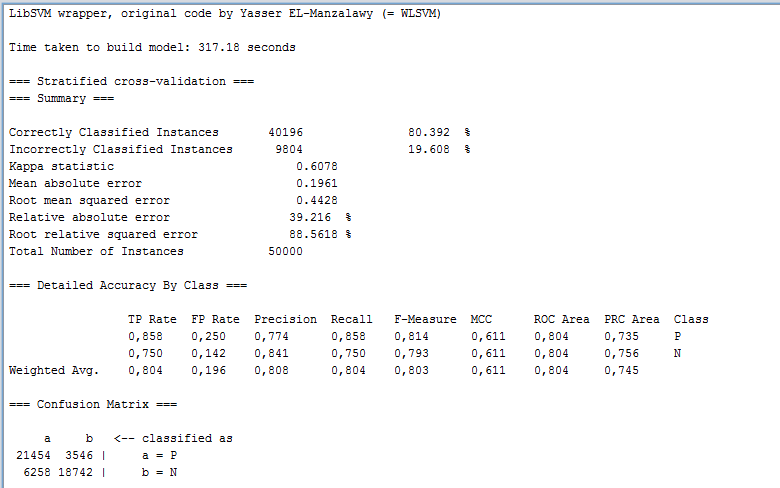 LibSVM wrapper, original code by Yasser EL-Manzalawy (= WLSVM)
Time taken to build model: 317.18 seconds
=== Stratified cross-validation ===
=== Summary ===
Correctly Classified Instances 40196 80.392 %
Incorrectly Classified Instances 9804 19.608 %
Kappa statistic 0.6078
Mean absolute error 0.1961
Root mean squared error 0.4428
Relative absolute error 39.216 %
Root relative squared error 88.5618 %
Total Number of Instances 50000
=== Detailed Accuracy By Class ===
TP Rate FP Rate Precision Recall F-Measure MCC ROC Area PRC Area Class
0,858 0,250 0,774 0,858 0,814 0,611 0,804 0,735 P
0,750 0,142 0,841 0,750 0,793 0,611 0,804 0,756 N
Weighted Avg. 0,804 0,196 0,808 0,804 0,803 0,611 0,804 0,745
=== Confusion Matrix ===
a b <-- classified as
21454 3546 | a = P
6258 18742 | b = N